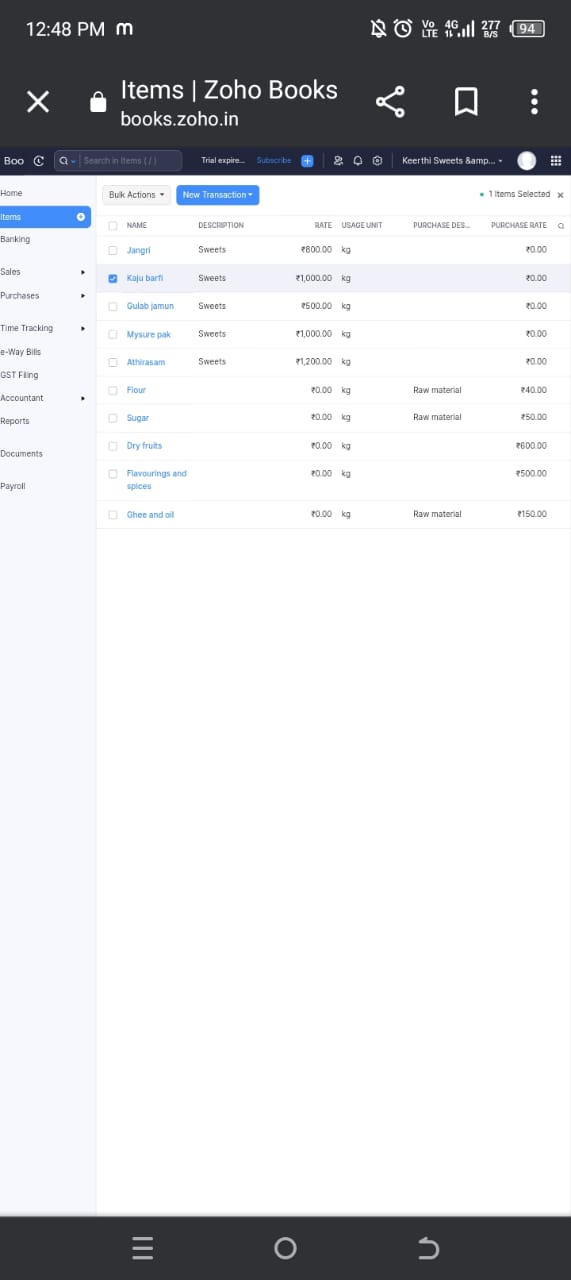 12:48 PM m Vo LTE 4G 277 B/S 94
Items | Zoho Books
books.zoho.in
Boo Search in Items ( / ) Trial expire... Subscribe Keerthi Sweets &amp...
Home
Bulk Actions New Transaction 1 Items Selected
Items
NAME DESCRIPTION RATE USAGE UNIT PURCHASE DES... PURCHASE RATE
Banking
Jangri Sweets ₹800.00 kg ₹0.00
Sales
Kaju barfi Sweets ₹1,000.00 kg ₹0.00
Purchases
Gulab jamun Sweets ₹500.00 kg ₹0.00
Time Tracking
Mysure pak Sweets ₹1,000.00 kg ₹0.00
e-Way Bills
Athirasam Sweets ₹1,200.00 kg ₹0.00
GST Filing
Flour ₹0.00 kg Raw material ₹40.00
Accountant
Sugar ₹0.00 kg Raw material ₹50.00
Reports
Dry fruits ₹0.00 kg ₹600.00
Documents
Flavourings and ₹0.00 kg ₹500.00
spices
Payroll
Ghee and oil ₹0.00 kg Raw material ₹150.00